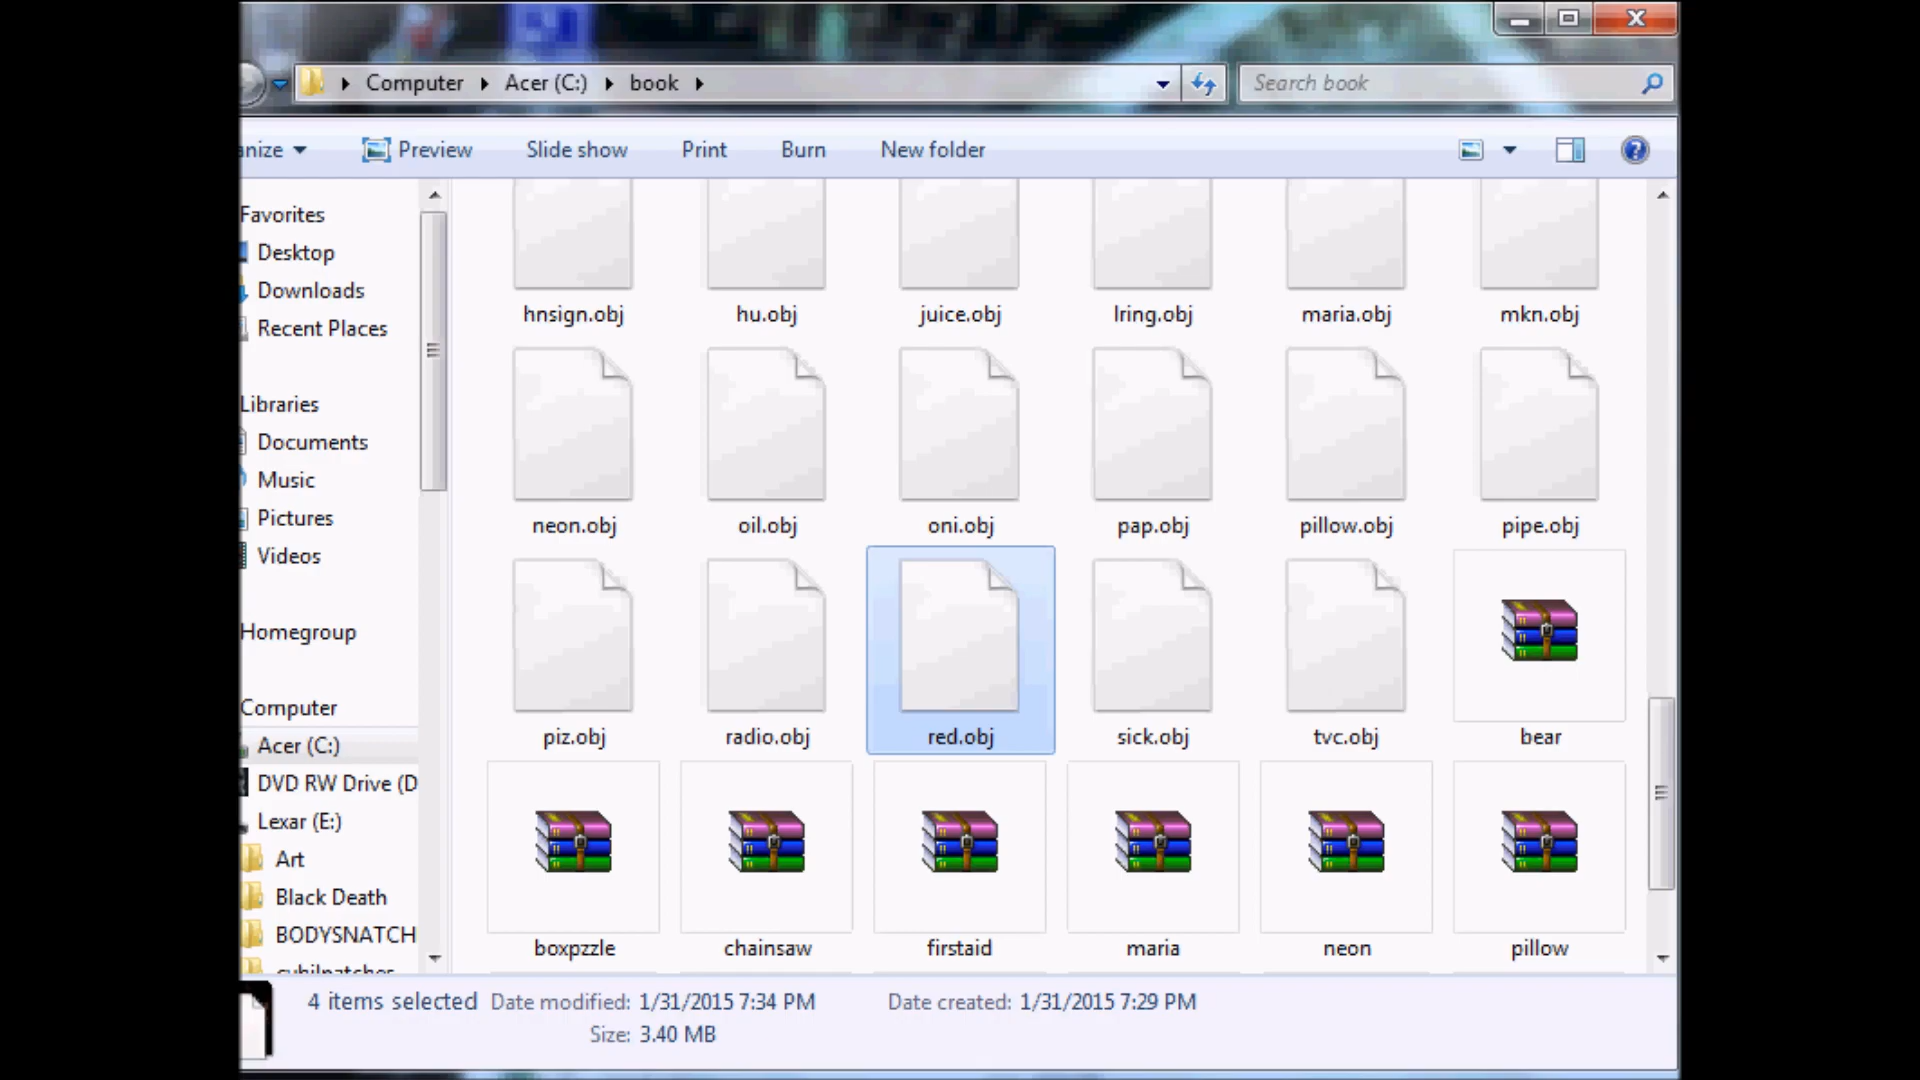 Computer Acer (C:) book
Search book
anize Preview Slide show Print Burn New folder
Favorites
Desktop
Downloads
Recent Places
Libraries
Documents
Music
Pictures
Videos
Homegroup
Computer
Acer (C:)
DVD RW Drive (D
Lexar (E:)
Art
Black Death
BODYSNATCH
hnsign.obj hu.obj juice.obj lring.obj maria.obj mkn.obj
neon.obj oil.obj oni.obj pap.obj pillow.obj pipe.obj
piz.obj radio.obj red.obj sick.obj tvc.obj bear
boxpzzle chainsaw firstaid maria neon pillow
4 items selected Date modified: 1/31/2015 7:34 PM Date created: 1/31/2015 7:29 PM
Size: 3.40 MB